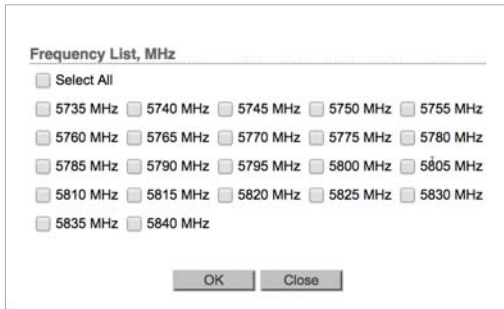 Frequency List, MHz
Select All
5735 MHz 5740 MHz 5745 MHz 5750 MHz 5755 MHz
5760 MHz 5765 MHz 5770 MHz 5775 MHz 5780 MHz
5785 MHz 5790 MHz 5795 MHz 5800 MHz 5805 MHz
5810 MHz 5815 MHz 5820 MHz 5825 MHz 5830 MHz
5835 MHz 5840 MHz
OK Close